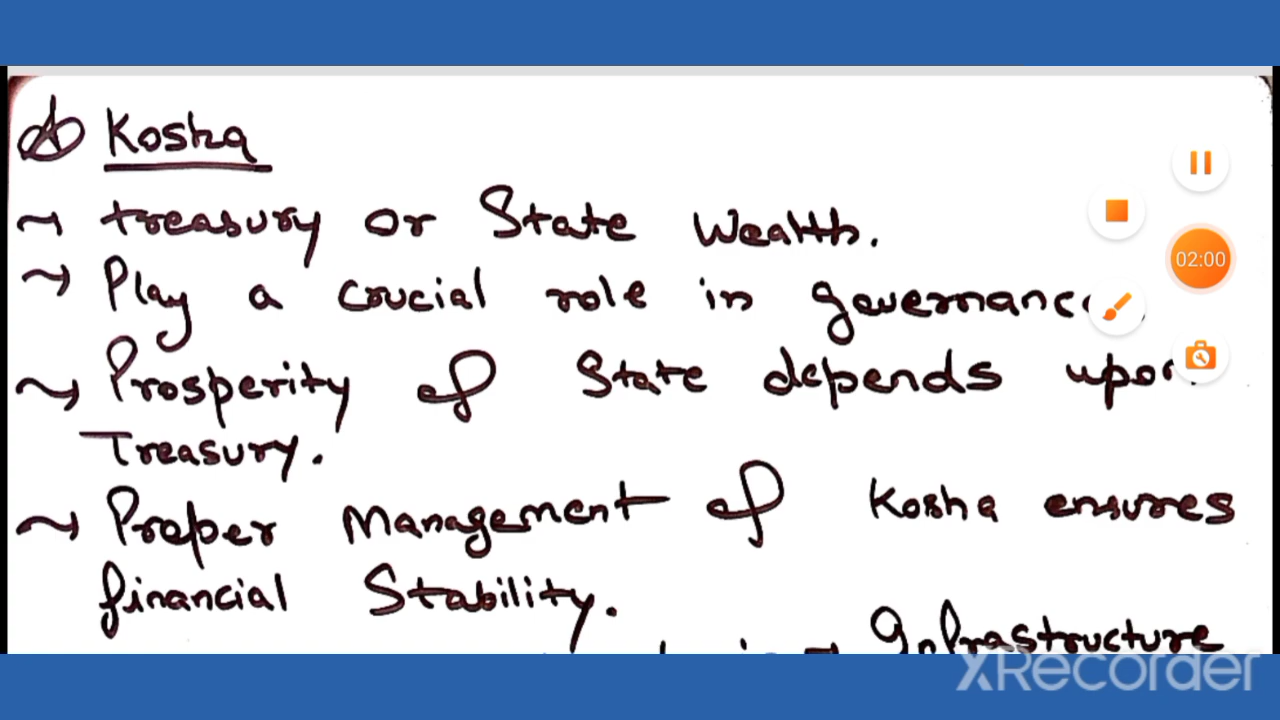 Kosha
→ treasury or State Wealth.
→ Play a crucial role in governance
→ Prosperity of State depends upon
Treasury.
→ Proper Management of Kosha ensures
financial Stability.
→ Infrastructure
02:00
XRecorder